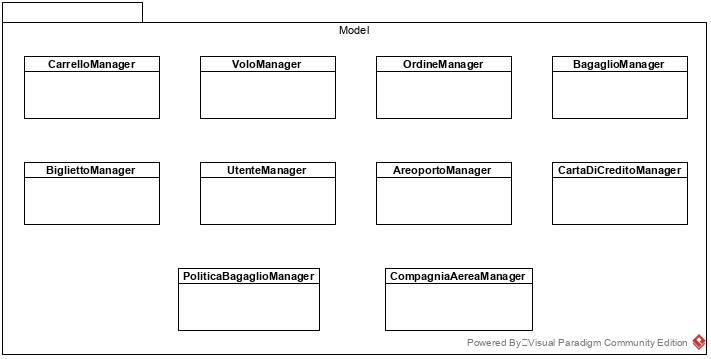 Model
CarrelloManager
VoloManager
OrdineManager
BagaglioManager
BigliettoManager
UtenteManager
AreoportoManager
CartaDiCreditoManager
PoliticaBagaglioManager
CompagniaAereaManager
Powered By Visual Paradigm Community Edition